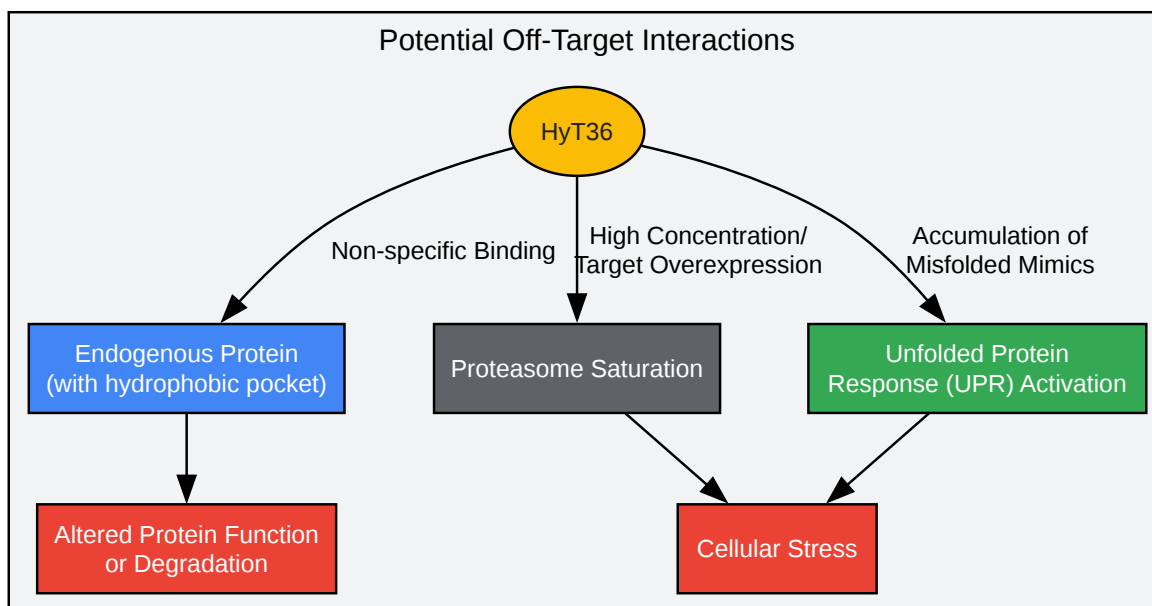 Potential Off-Target Interactions
HyT36
Non-specific Binding
High Concentration/
Target Overexpression
Accumulation of
Misfolded Mimics
Endogenous Protein
(with hydrophobic pocket)
Proteasome Saturation
Unfolded Protein
Response (UPR) Activation
Altered Protein Function
or Degradation
Cellular Stress